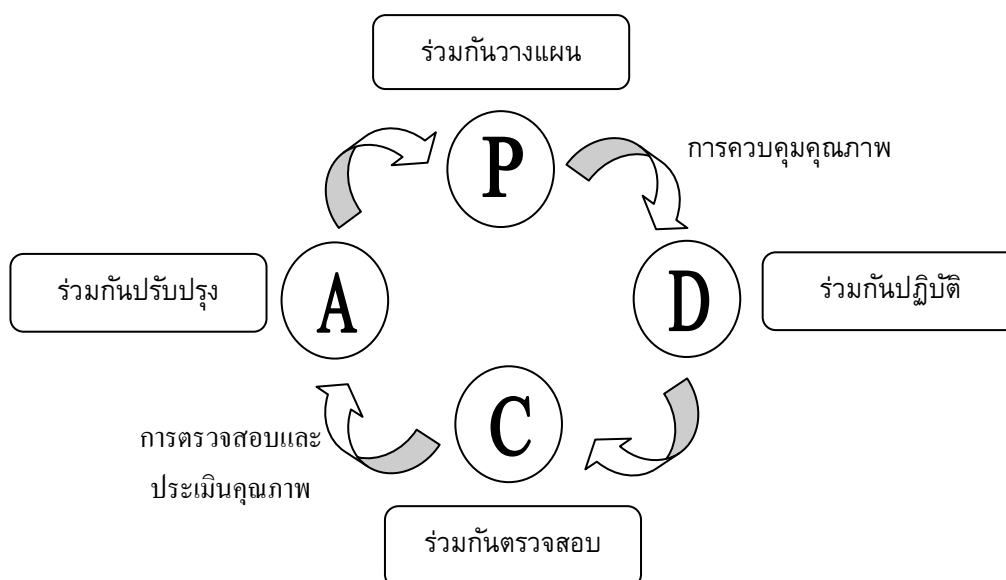 ร่วมกันวางแผน
P
การควบคุมคุณภาพ
A
ร่วมกันปรับปรุง
D
ร่วมกันปฏิบัติ
C
การตรวจสอบและ
ประเมินคุณภาพ
ร่วมกันตรวจสอบ